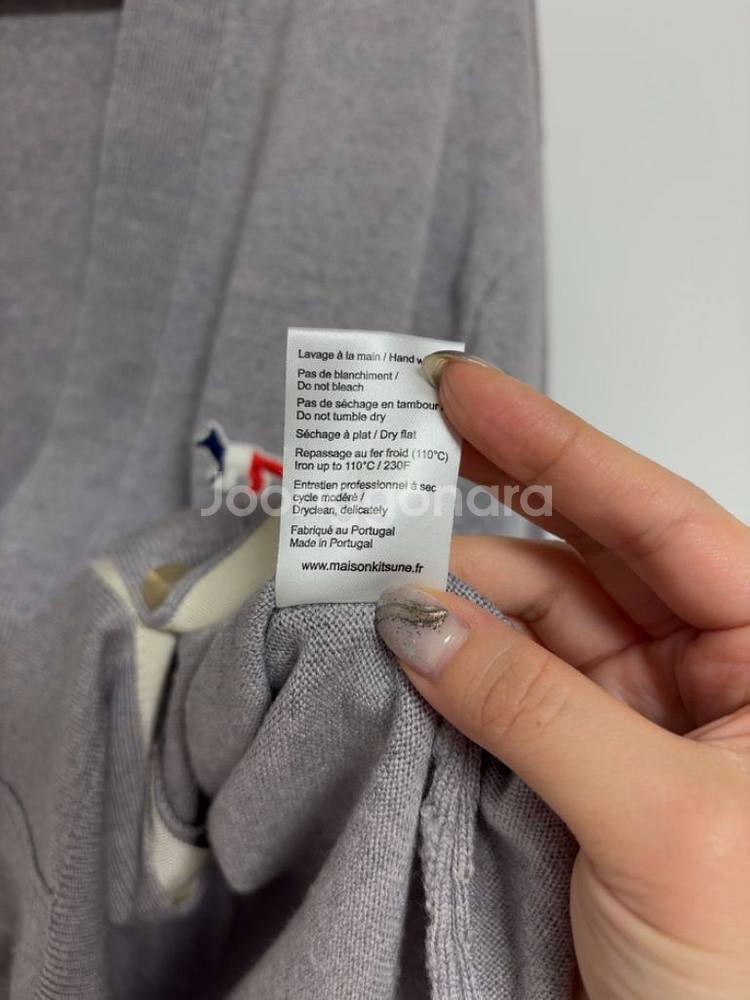 Lavage à la main / Hand
Pas de blanchiment /
Do not bleach
Pas de séchage en tambour
Do not tumble dry
Séchage à plat / Dry flat
Repassage au fer froid (110°C)
Iron up to 110°C / 230F
Entretien professionnel à sec
cycle modéré /
Dryclean, delicately
Fabriqué au Portugal
Made in Portugal
www.maisonkitsune.fr
Joonggonara